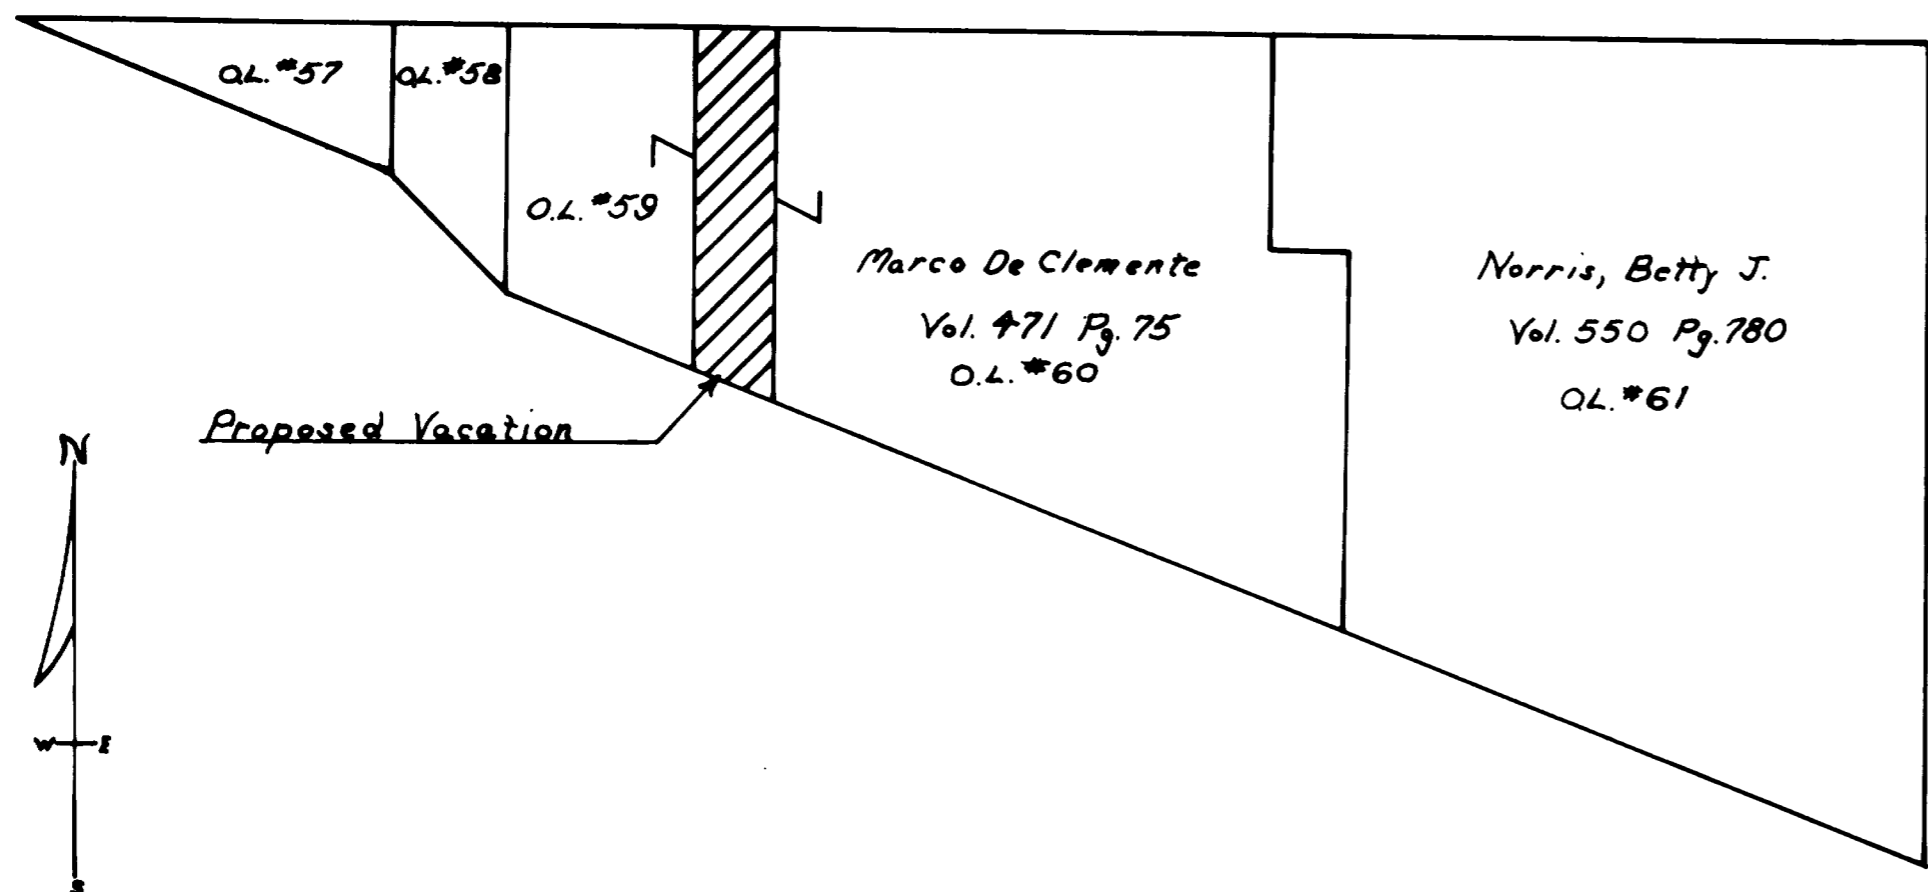 O.L. #57
O.L. #58
O.L. #59
Marco De Clemente
Vol. 471 Pg. 75
O.L. #60
Norris, Betty J.
Vol. 550 Pg. 780
O.L. #61
Proposed Vacation
N
W E
S